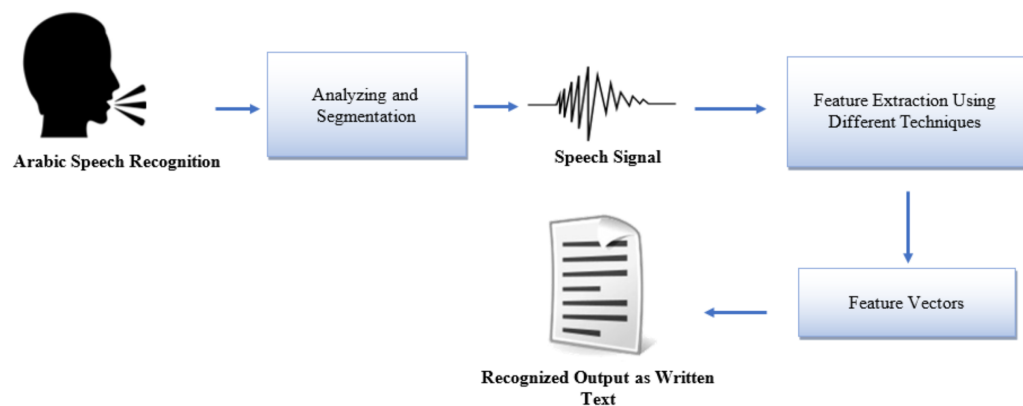 Arabic Speech Recognition
Analyzing and
Segmentation
Speech Signal
Feature Extraction Using
Different Techniques
Feature Vectors
Recognized Output as Written
Text